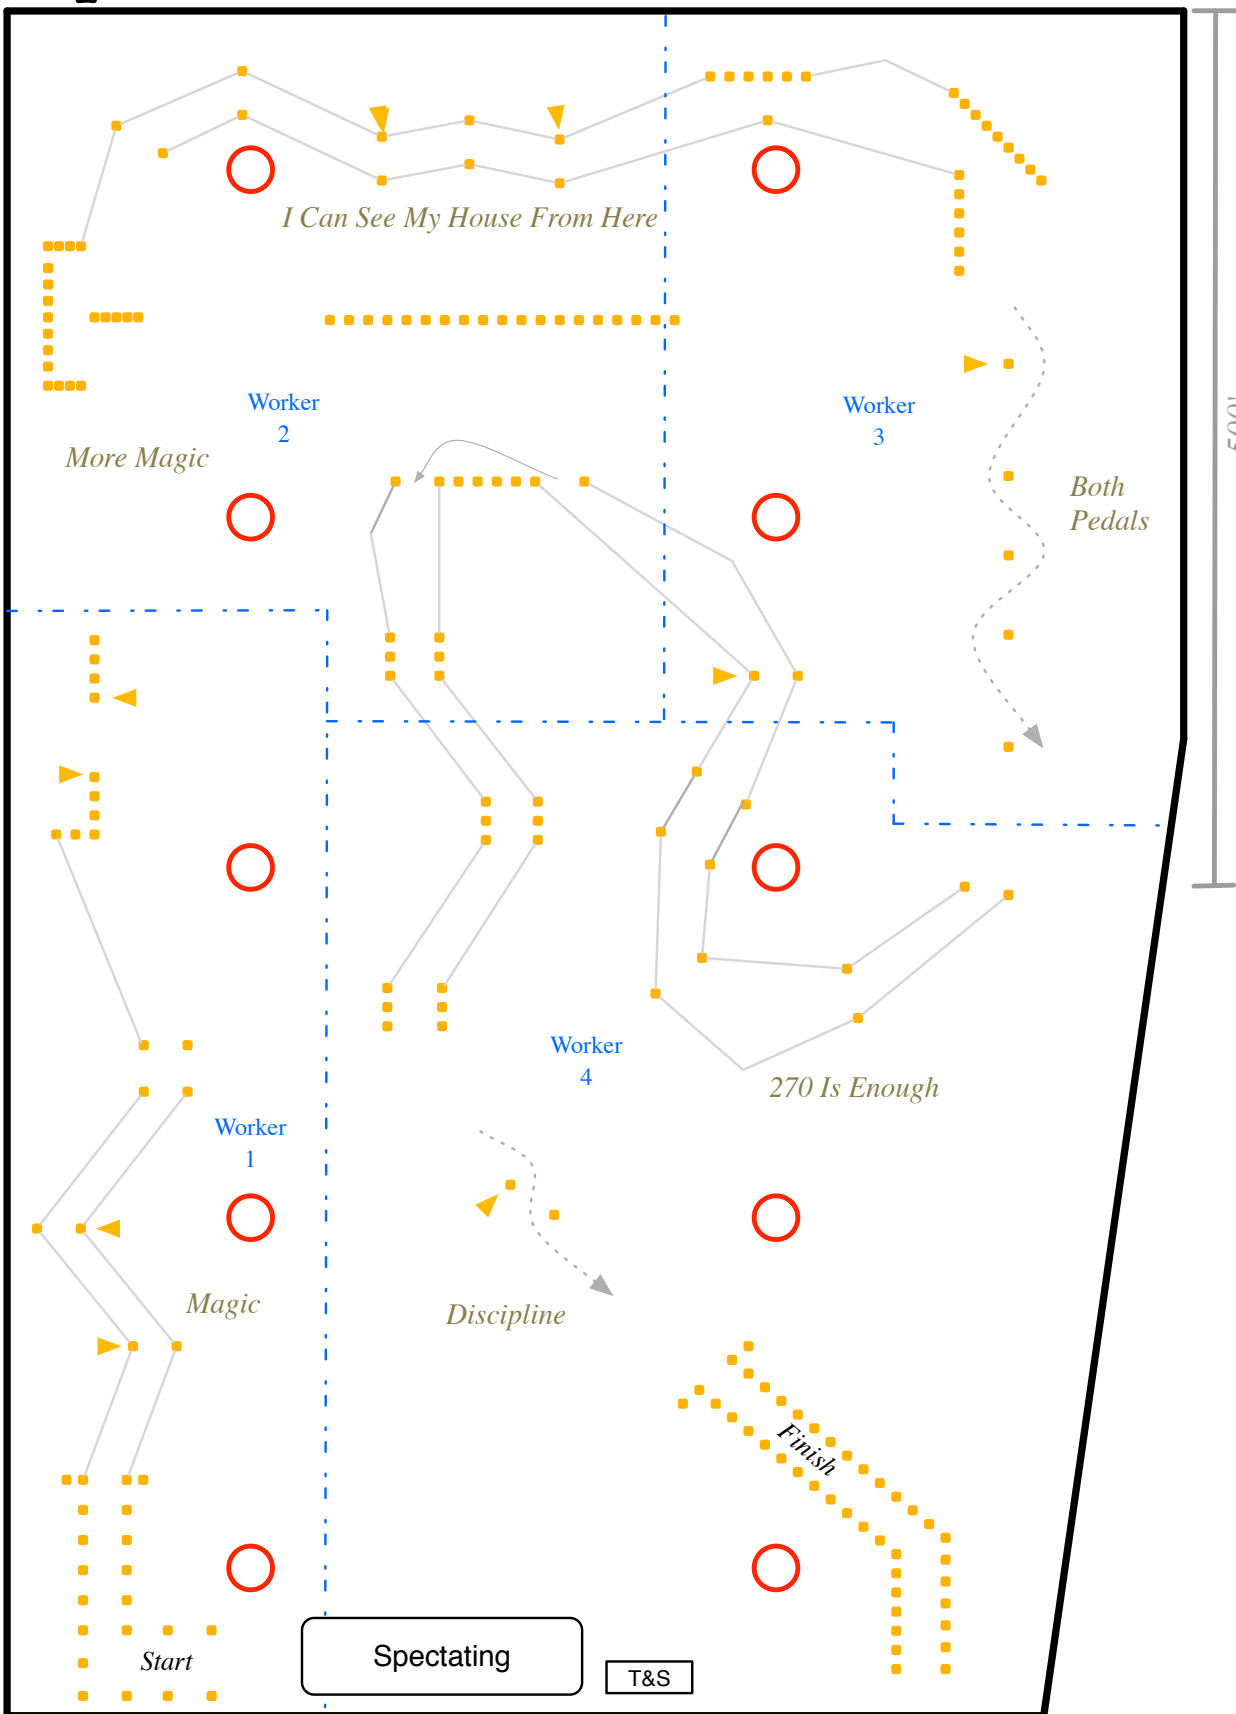 I Can See My House From Here
Worker
2
Worker
3
More Magic
Both
Pedals
500'
Worker
4
270 Is Enough
Worker
1
Magic
Discipline
Finish
Start
Spectating
T&S